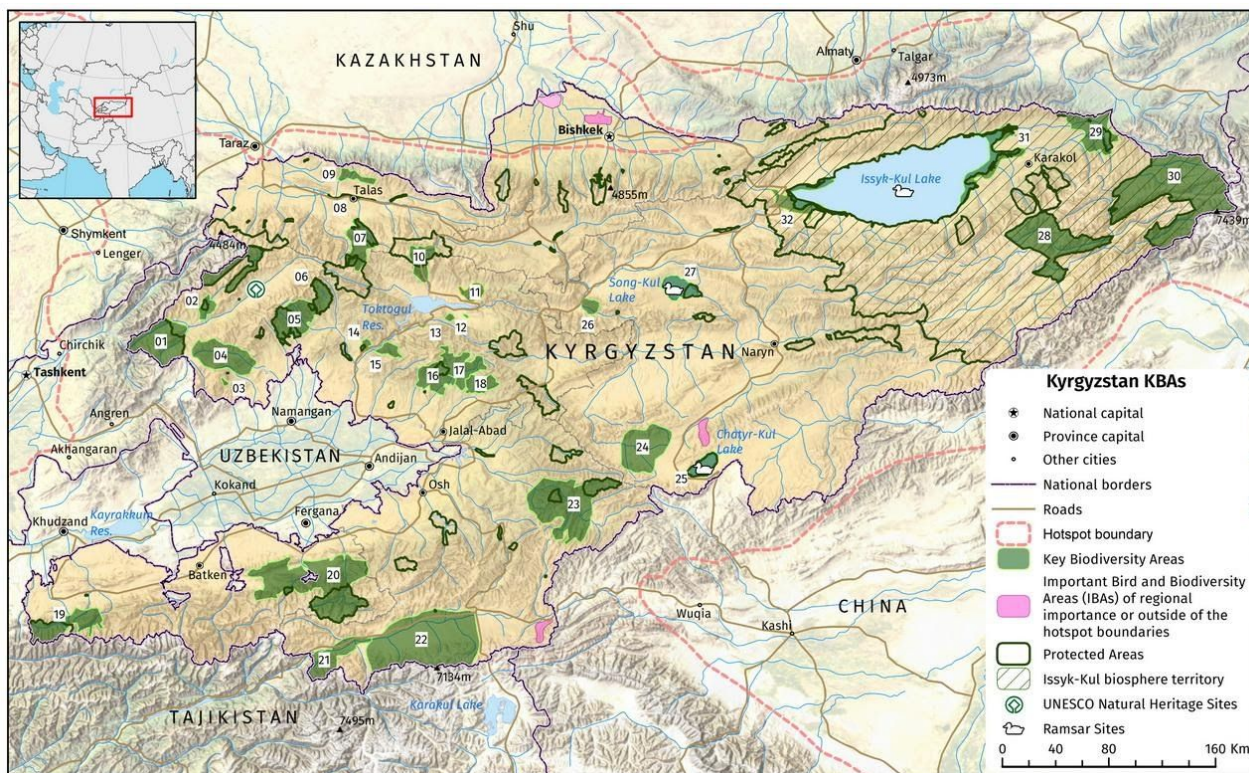 Shu
KAZAKHSTAN
Almaty
Talgar
4973m
Bishkek
Taraz
29
31
Karakol
09
Talas
Issyk-Kul Lake
30
4855m
08
32
7439m
Shymkent
4484m
07
28
Lenger
10
06
27
Song-Kul
Lake
02
11
Toktogul
Res.
05
26
14
13
12
01
KYRGYZSTAN
Naryn
Chirchik
04
15
17
16
18
Tashkent
03
Angren
Namangan
Jalal-Abad
24
Chatyr-Kul
Lake
Akhangaran
UZBEKISTAN
Andijan
25
Kokand
Osh
23
Khudzand
Kayrakkum
Res.
Fergana
Batken
20
19
Wuqia
CHINA
Kashi
22
21
7134m
TAJIKISTAN
Karakul Lake
7495m
Kyrgyzstan KBAs
National capital
Province capital
Other cities
National borders
Roads
Hotspot boundary
Key Biodiversity Areas
Important Bird and Biodiversity
Areas (IBAs) of regional
importance or outside of the
hotspot boundaries
Protected Areas
Issyk-Kul biosphere territory
UNESCO Natural Heritage Sites
Ramsar Sites
0 40 80 160 Km